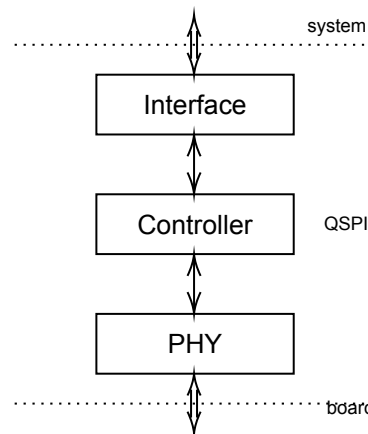 system
Interface
Controller
QSPI
PHY
board